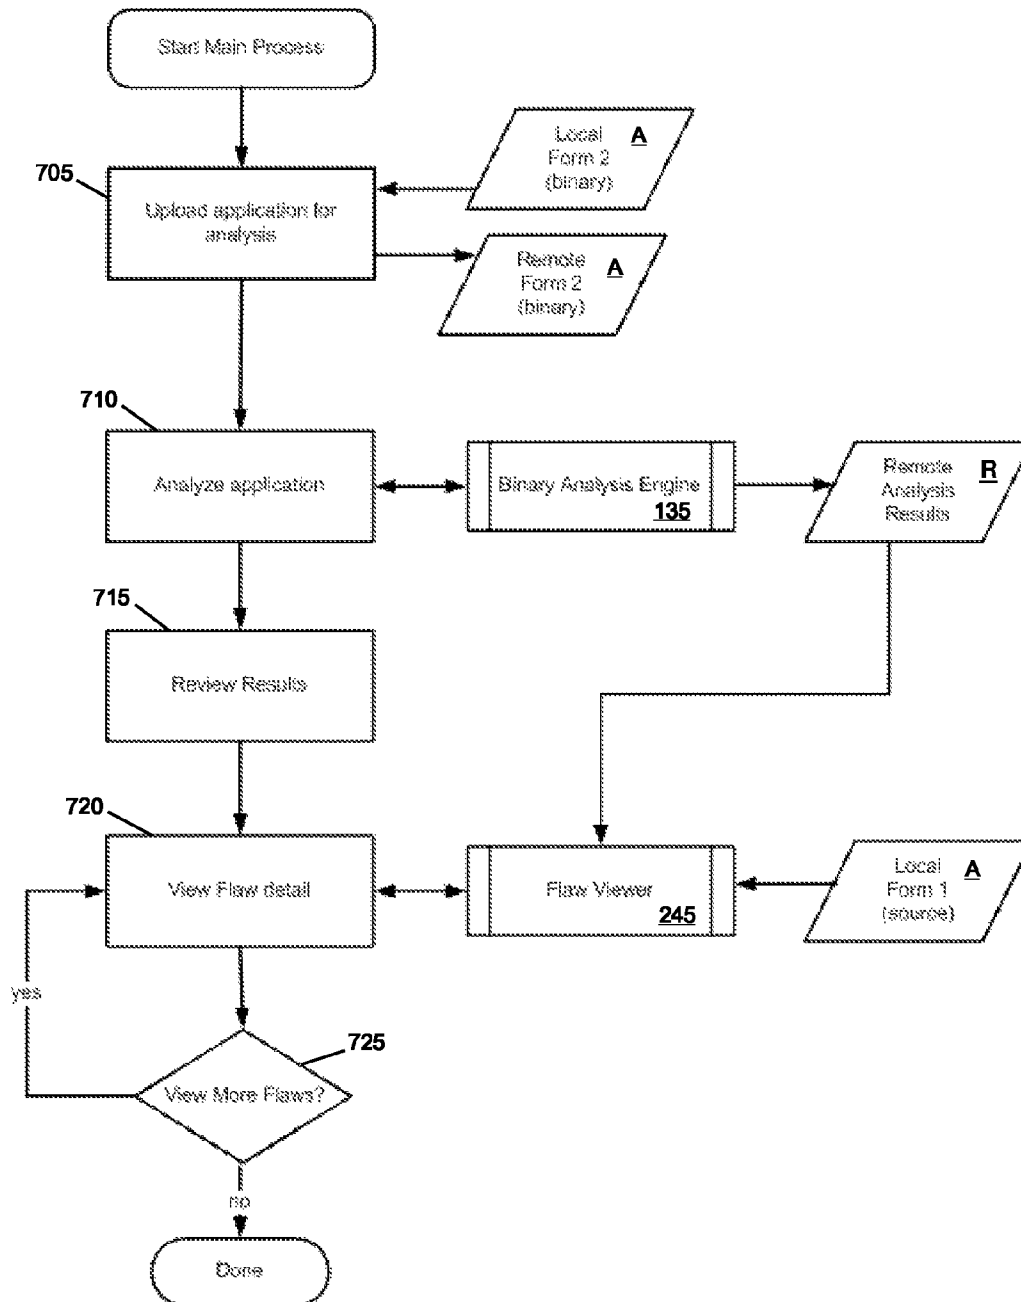 Start Main Process
705
Upload application for
analysis
Local
Form 2
(binary)
A
Remote
Form 2
(binary)
A
710
Analyze application
Binary Analysis Engine
135
Remote
Analysis
Results
R
715
Review Results
720
View Flaw detail
Flaw Viewer
245
Local
Form 1
(source)
A
yes
725
View More Flaws?
no
Done